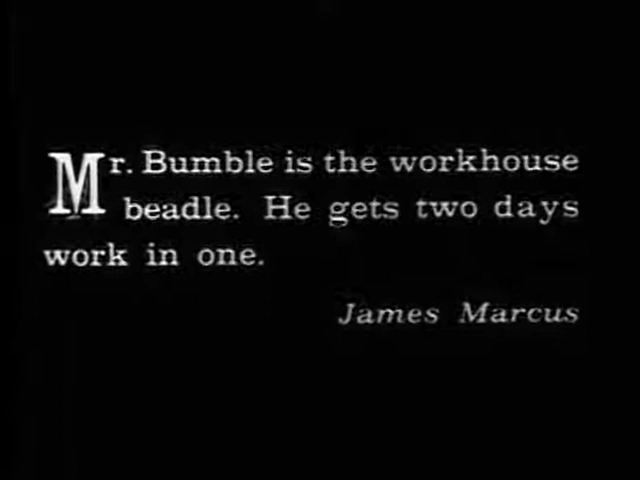 Mr. Bumble is the workhouse
beadle. He gets two days
work in one.
James Marcus